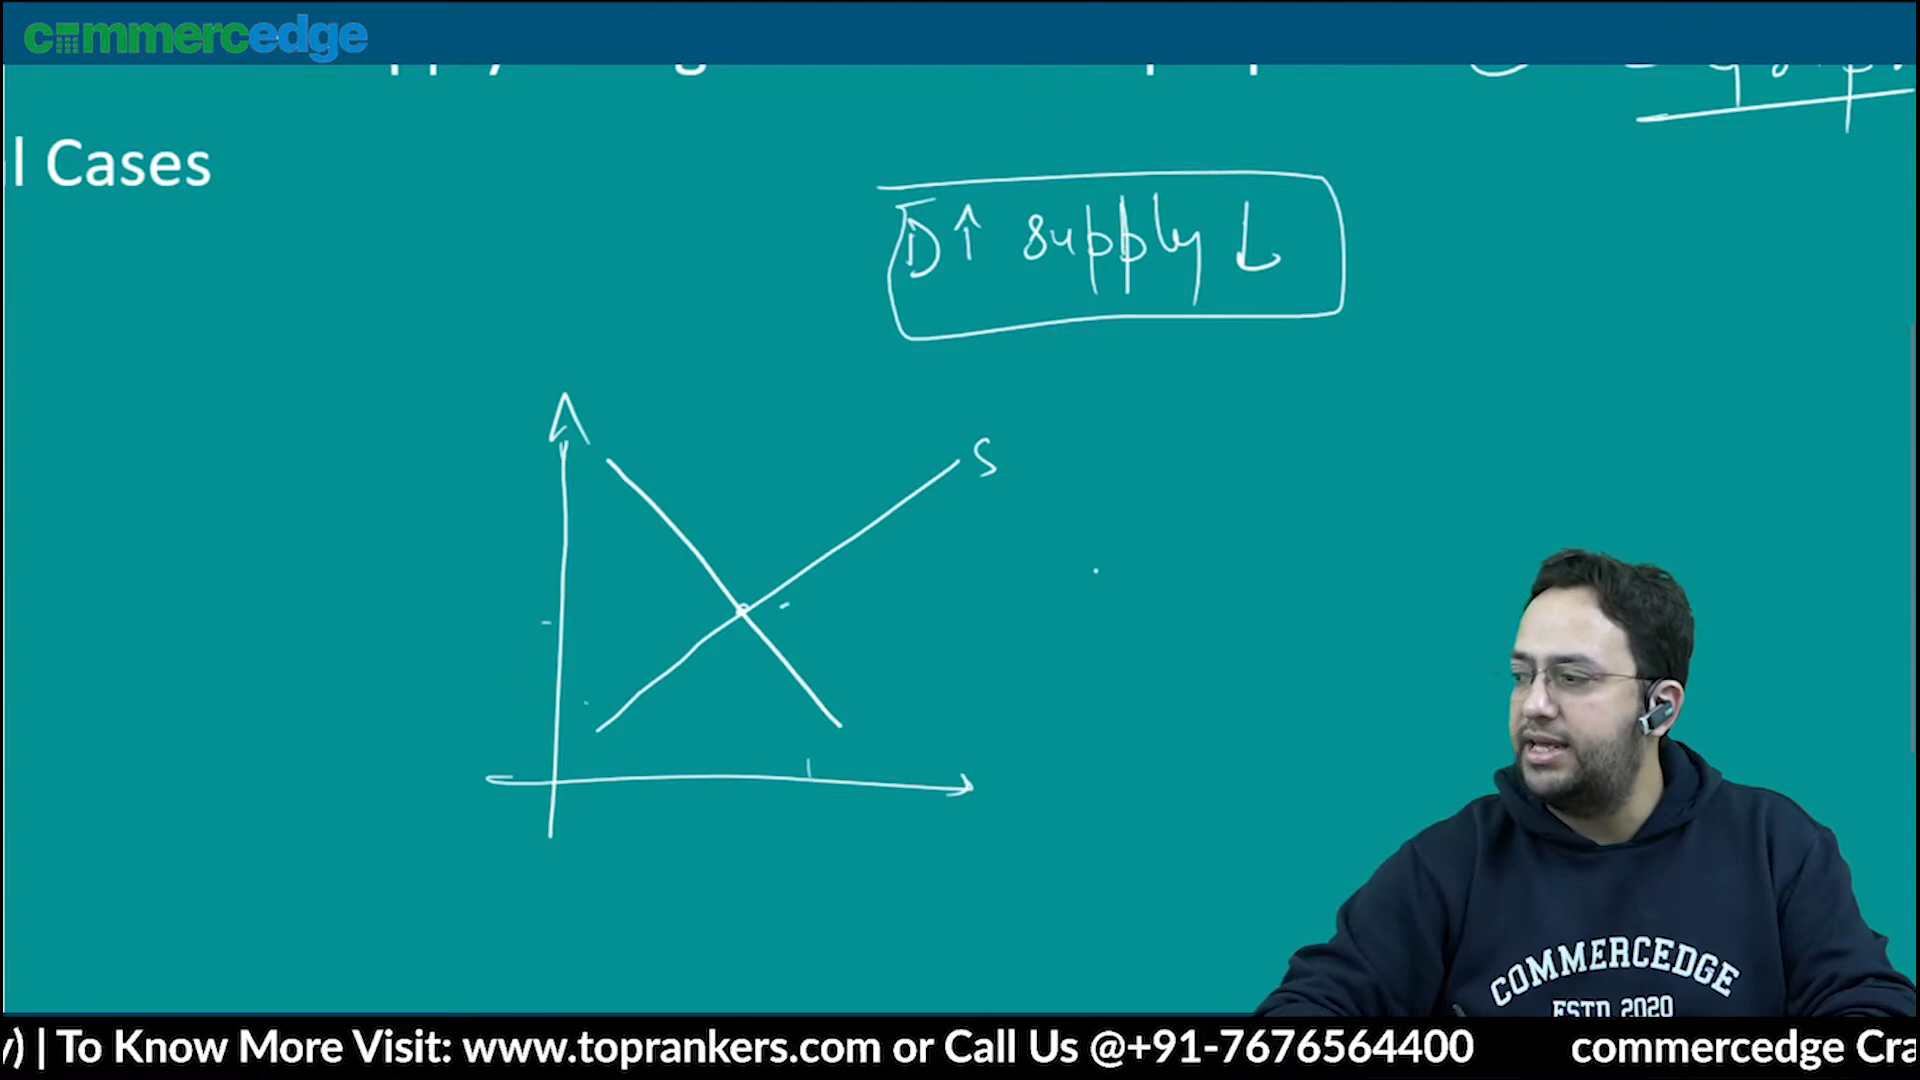 commercedge
l Cases
D↑ supply ↓
S
COMMERCEDGE
ESTD 2020
) | To Know More Visit: www.toprankers.com or Call Us @+91-7676564400 commercedge Cra